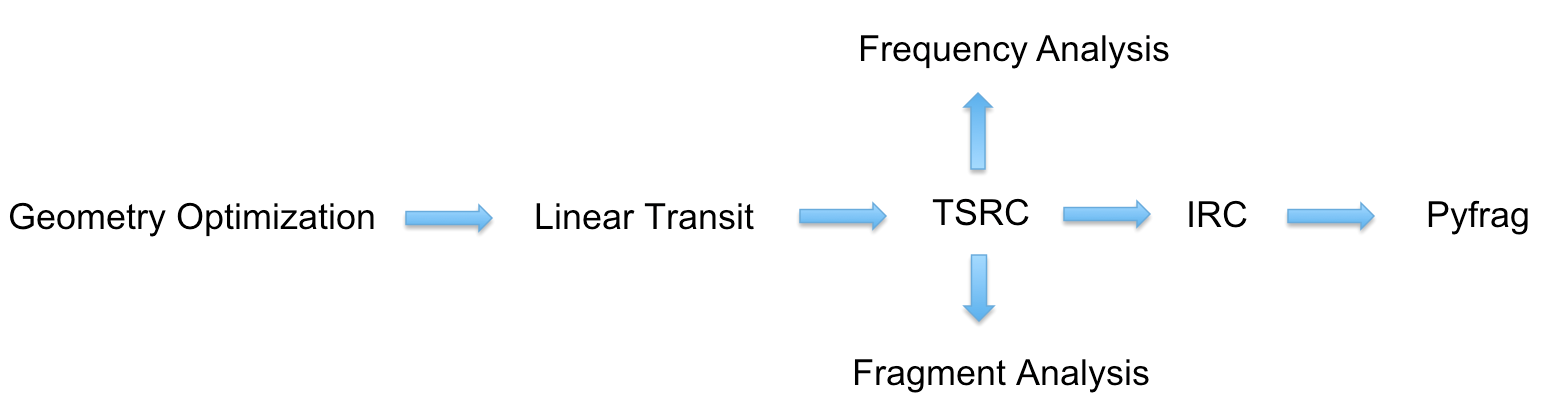 Frequency Analysis
Geometry Optimization
Linear Transit
TSRC
IRC
Pyfrag
Fragment Analysis